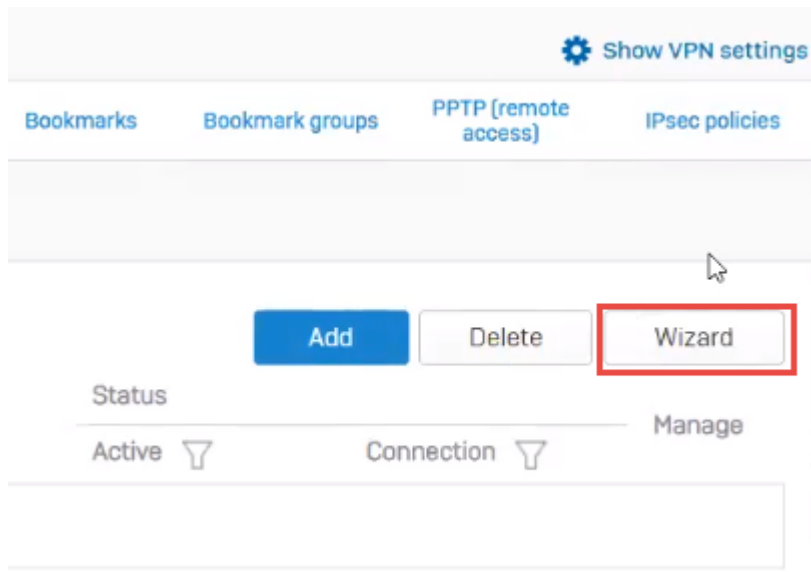 Show VPN settings
Bookmarks
Bookmark groups
PPTP (remote
access)
IPsec policies
Add
Delete
Wizard
Status
Manage
Active
Connection